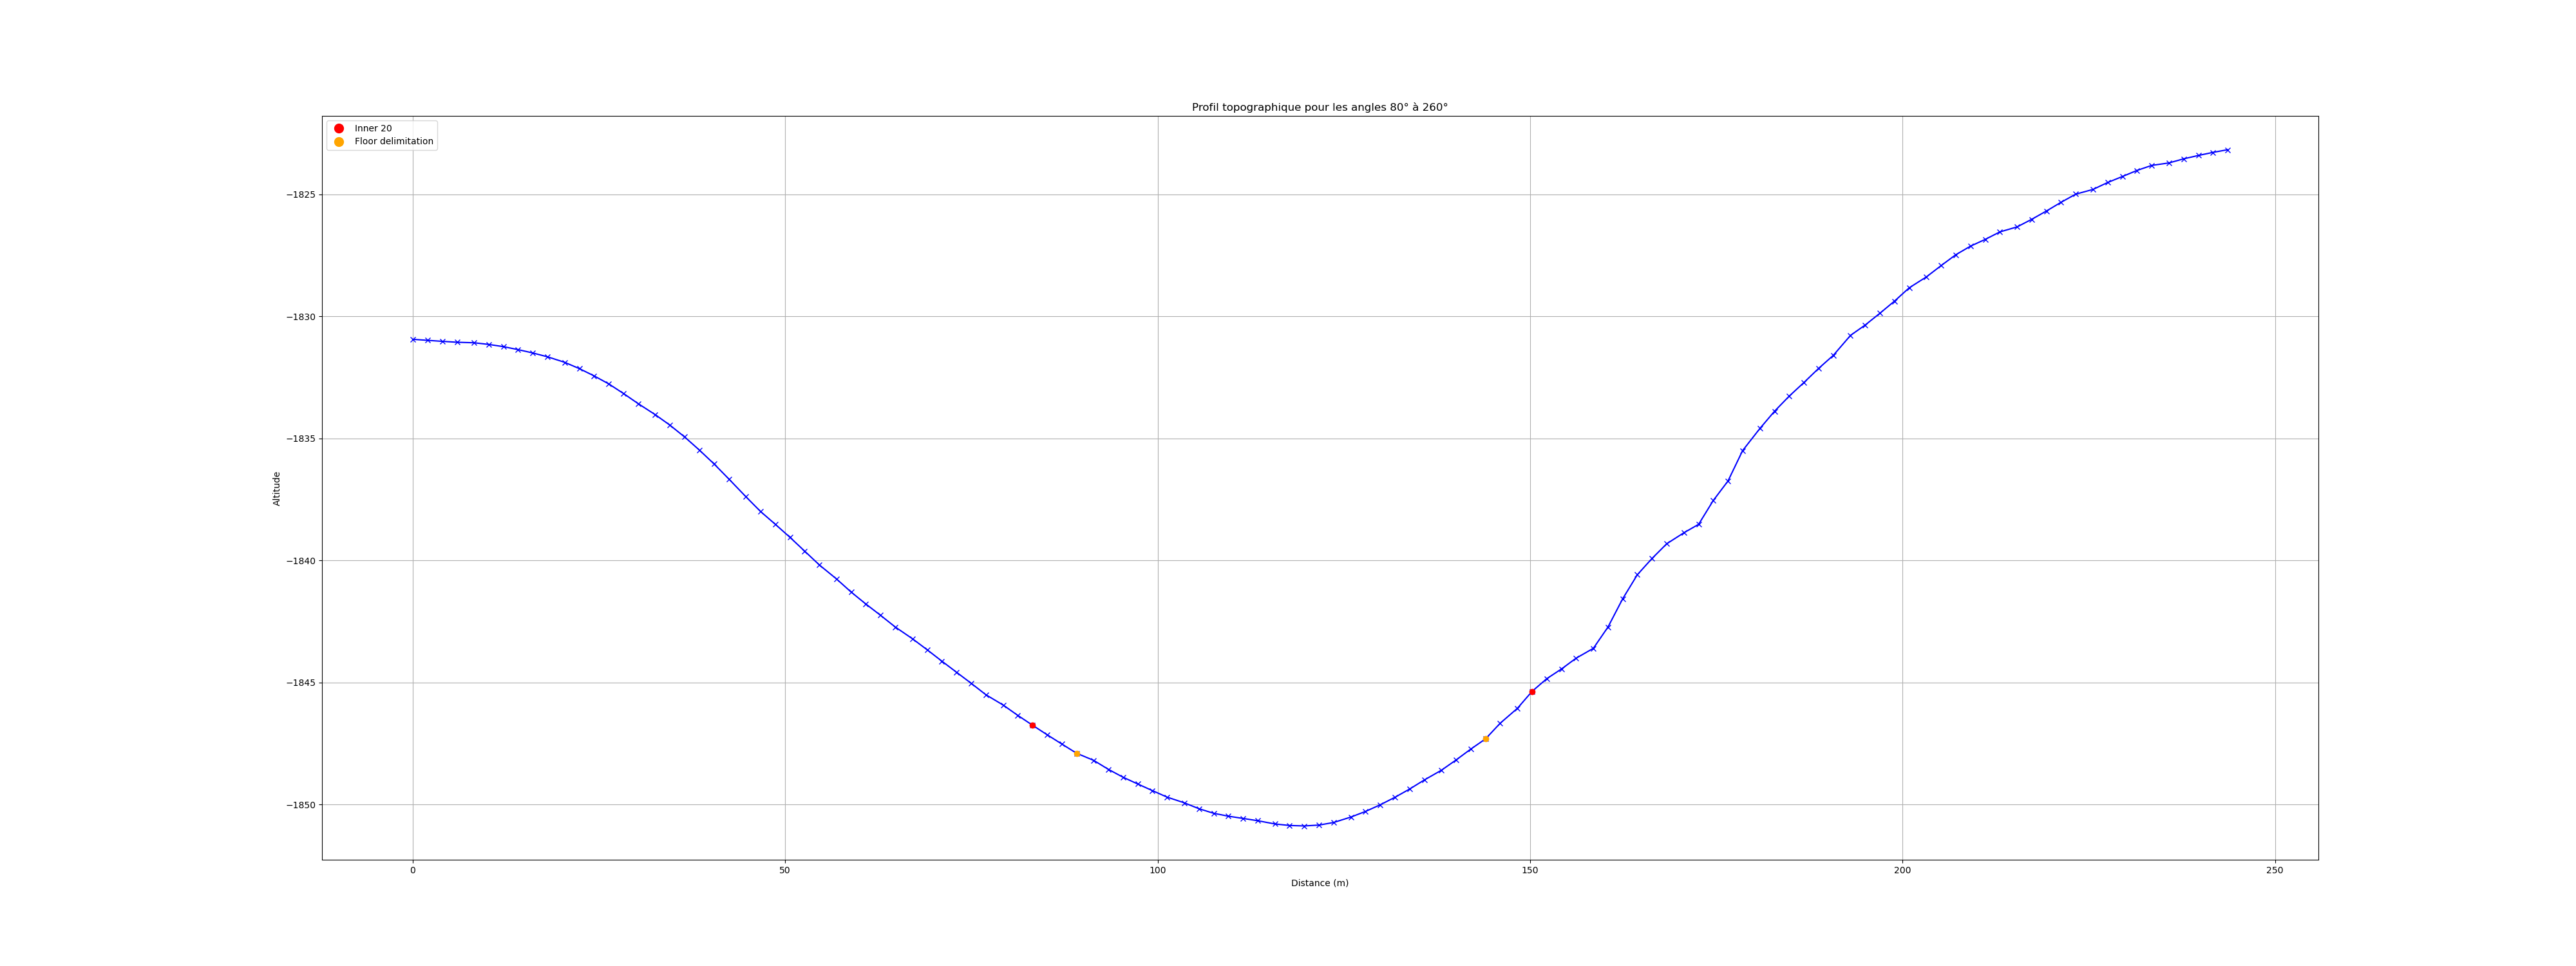 Profil topographique pour les angles 80° à 260°
Inner 20
Floor delimitation
Altitude
−1825
−1830
−1835
−1840
−1845
−1850
0 50 100 150 200 250
Distance (m)